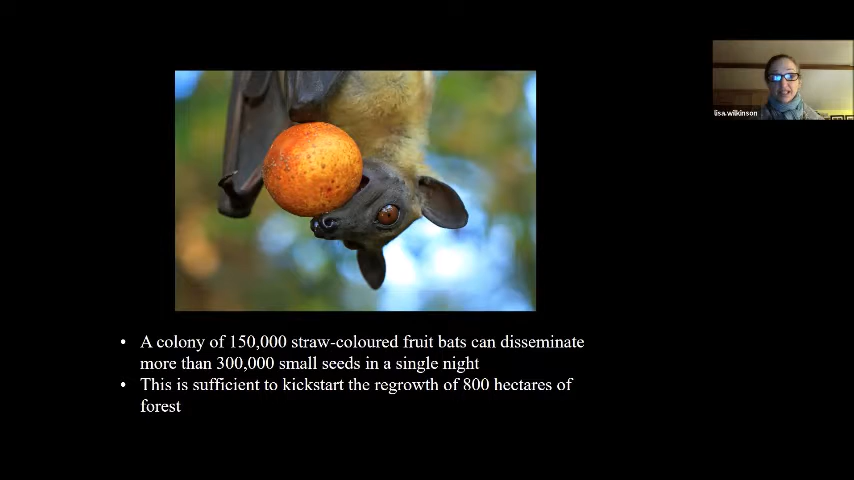 lisa.wilkinson
• A colony of 150,000 straw-coloured fruit bats can disseminate
more than 300,000 small seeds in a single night
• This is sufficient to kickstart the regrowth of 800 hectares of
forest